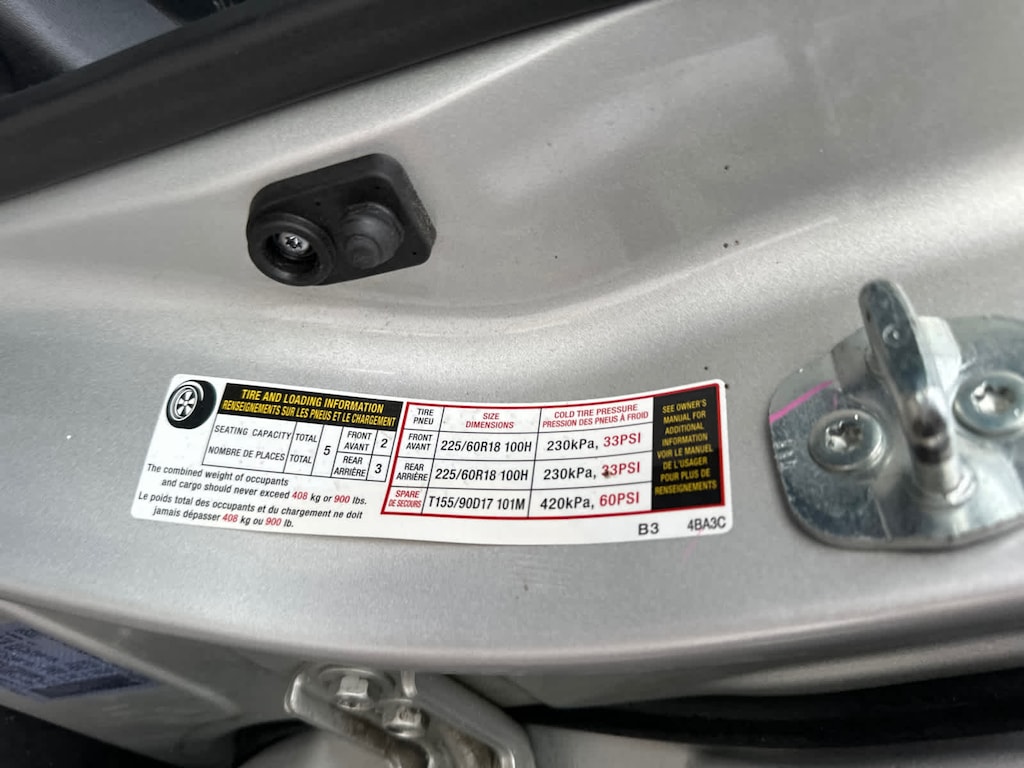 TIRE AND LOADING INFORMATION
RENSEIGNEMENTS SUR LES PNEUS ET LE CHARGEMENT
SEATING CAPACITY TOTAL 5 FRONT AVANT 2
NOMBRE DE PLACES TOTAL REAR ARRIÈRE 3
The combined weight of occupants
and cargo should never exceed 408 kg or 900 lbs.
Le poids total des occupants et du chargement ne doit
jamais dépasser 408 kg ou 900 lb.
TIRE PNEU SIZE DIMENSIONS COLD TIRE PRESSURE PRESSION DES PNEUS À FROID
FRONT AVANT 225/60R18 100H 230kPa, 33PSI
REAR ARRIÈRE 225/60R18 100H 230kPa, 33PSI
SPARE DE SECOURS T155/90D17 101M 420kPa, 60PSI
SEE OWNER'S
MANUAL FOR
ADDITIONAL
INFORMATION
VOIR LE MANUEL
DE L'USAGER
POUR PLUS DE
RENSEIGNEMENTS
B3 4BA3C